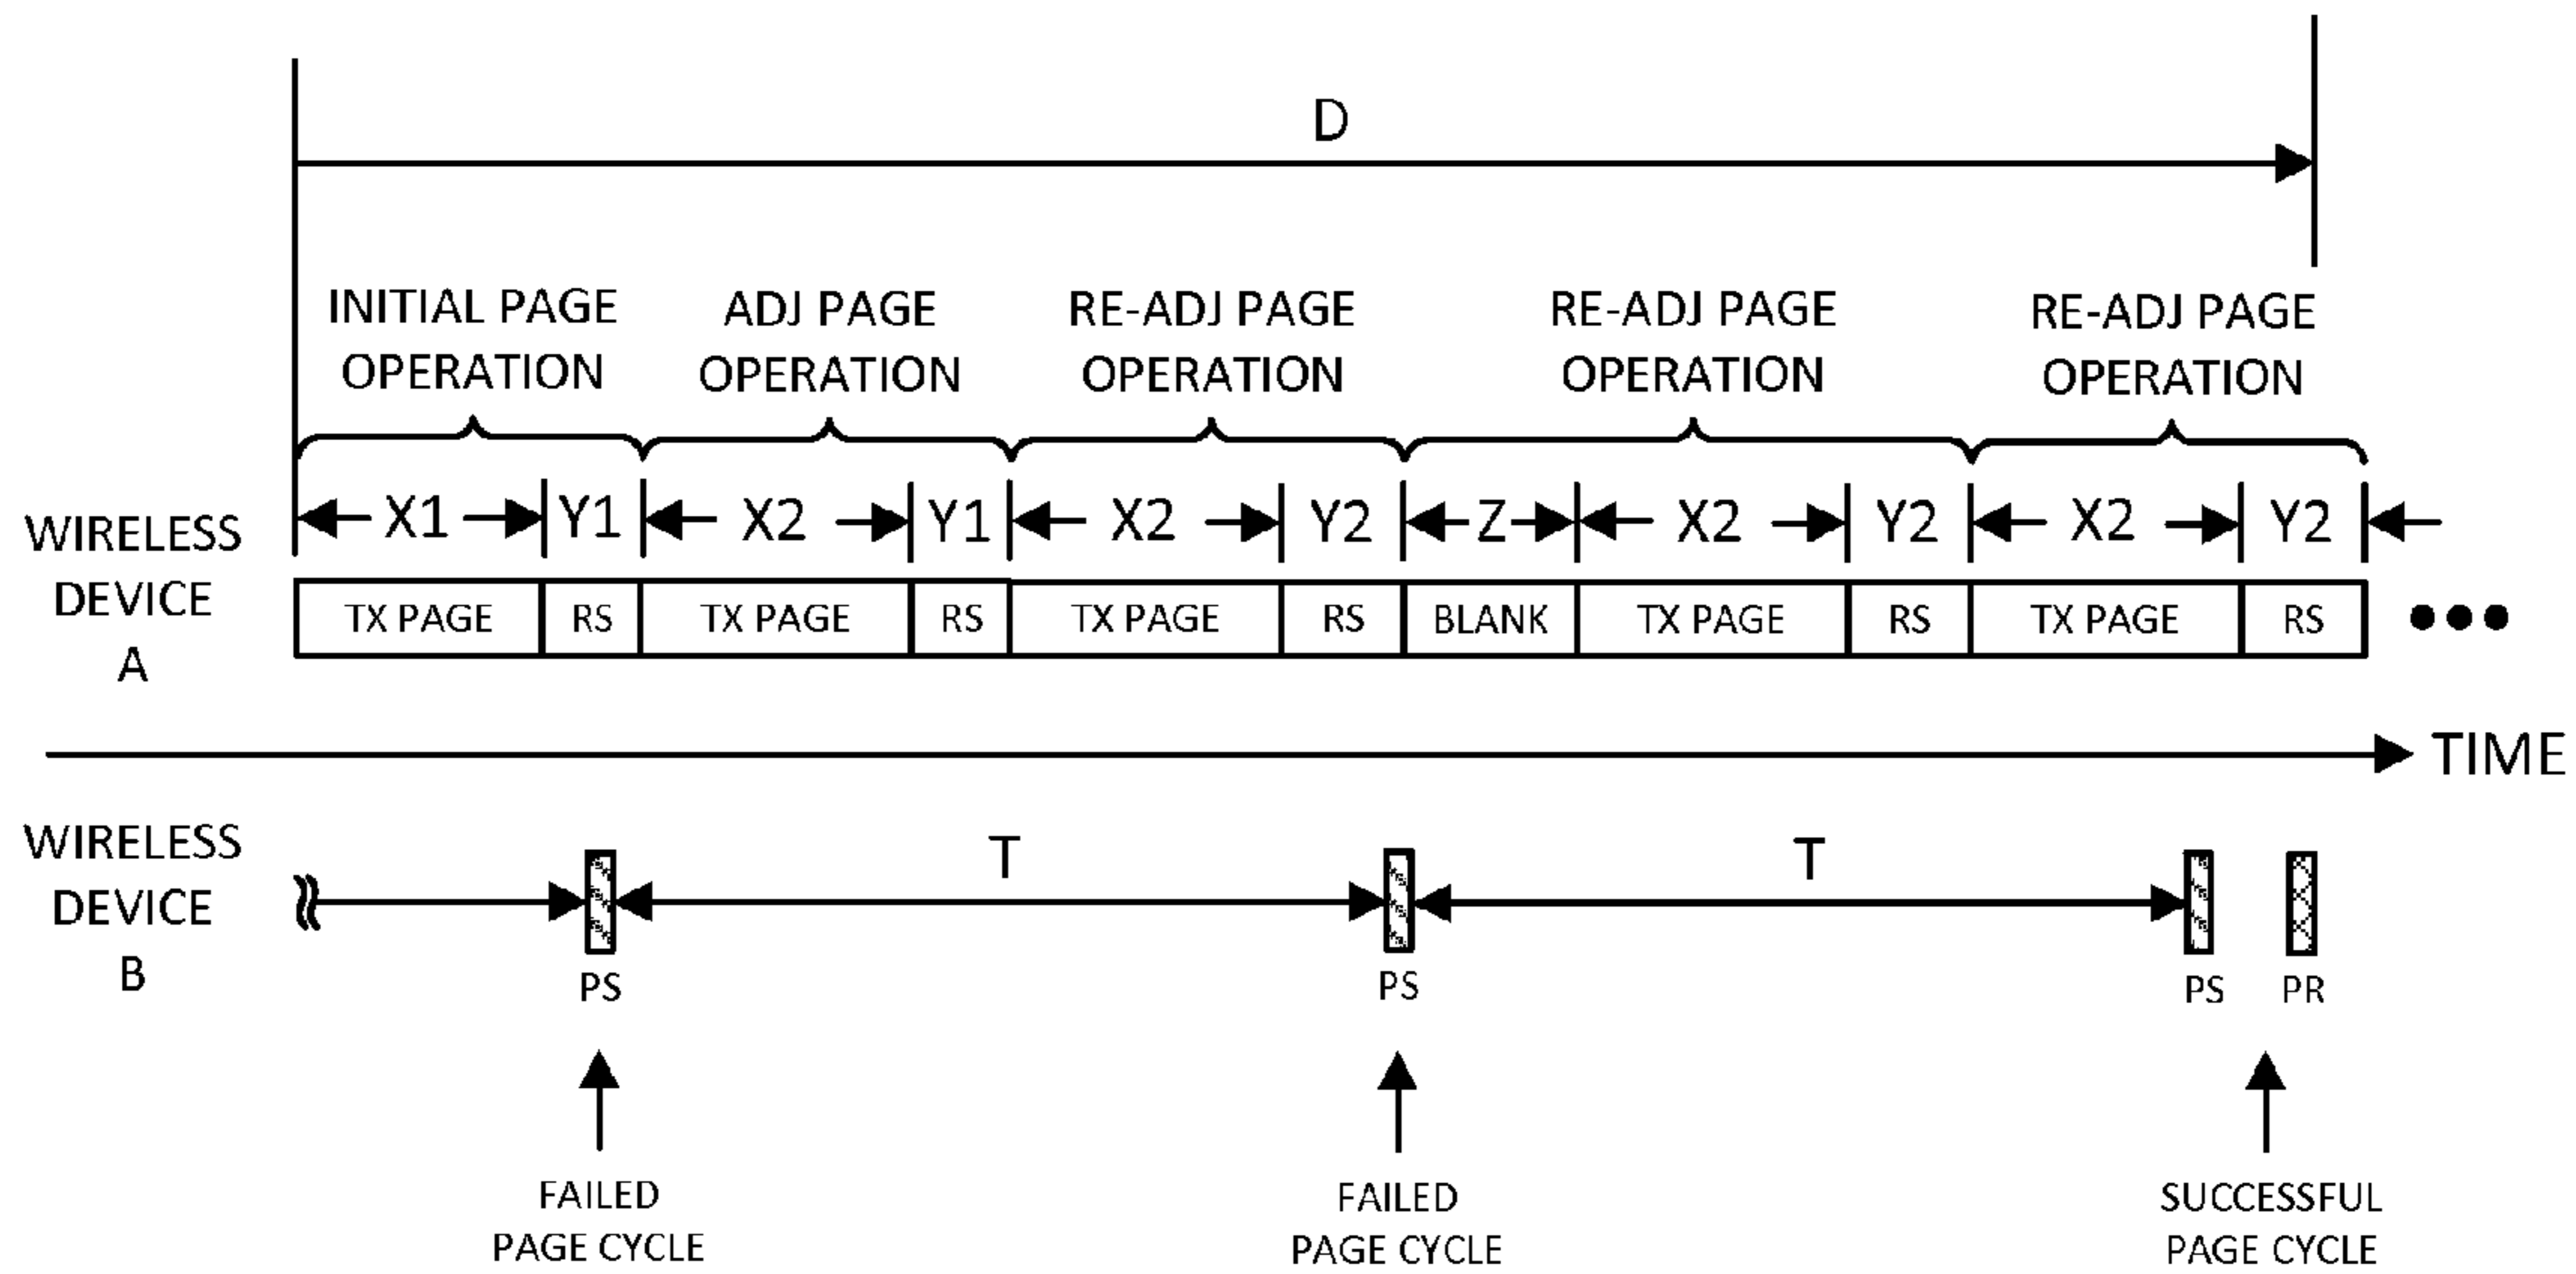 D
INITIAL PAGE
OPERATION
ADJ PAGE
OPERATION
RE-ADJ PAGE
OPERATION
RE-ADJ PAGE
OPERATION
RE-ADJ PAGE
OPERATION
X1 Y1 X2 Y1 X2 Y2 Z X2 Y2 X2 Y2
WIRELESS
DEVICE
A
TX PAGE RS TX PAGE RS TX PAGE RS BLANK TX PAGE RS TX PAGE RS
TIME
WIRELESS
DEVICE
B
T T
PS PS PS PR
FAILED
PAGE CYCLE
FAILED
PAGE CYCLE
SUCCESSFUL
PAGE CYCLE